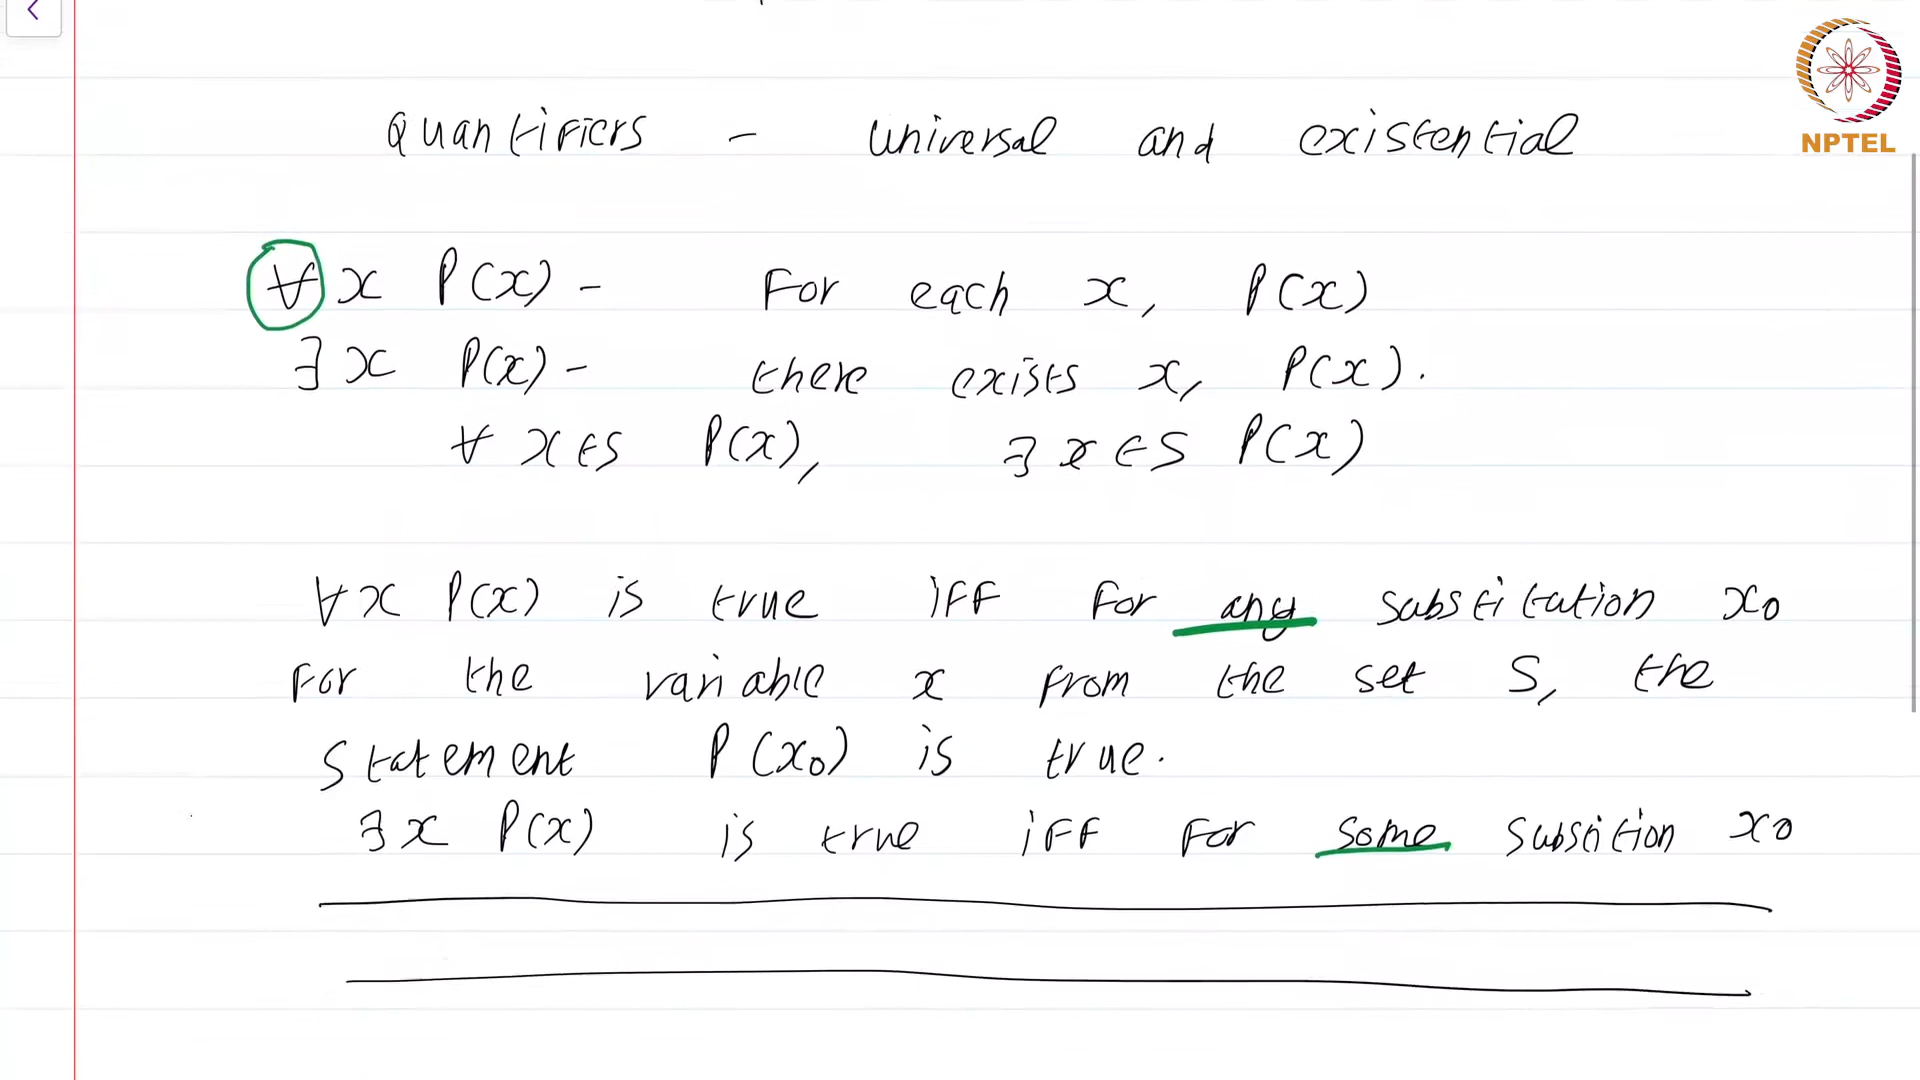 NPTEL
Quantifiers - universal and existential
∀x P(x) - For each x, P(x)
∃x P(x) - there exists x, P(x).
∀ x∈S P(x), ∃ x∈S P(x)
∀x P(x) is true iff for any substitution x₀
for the variable x from the set S, the
statement P(x₀) is true.
∃x P(x) is true iff for some subsition x₀